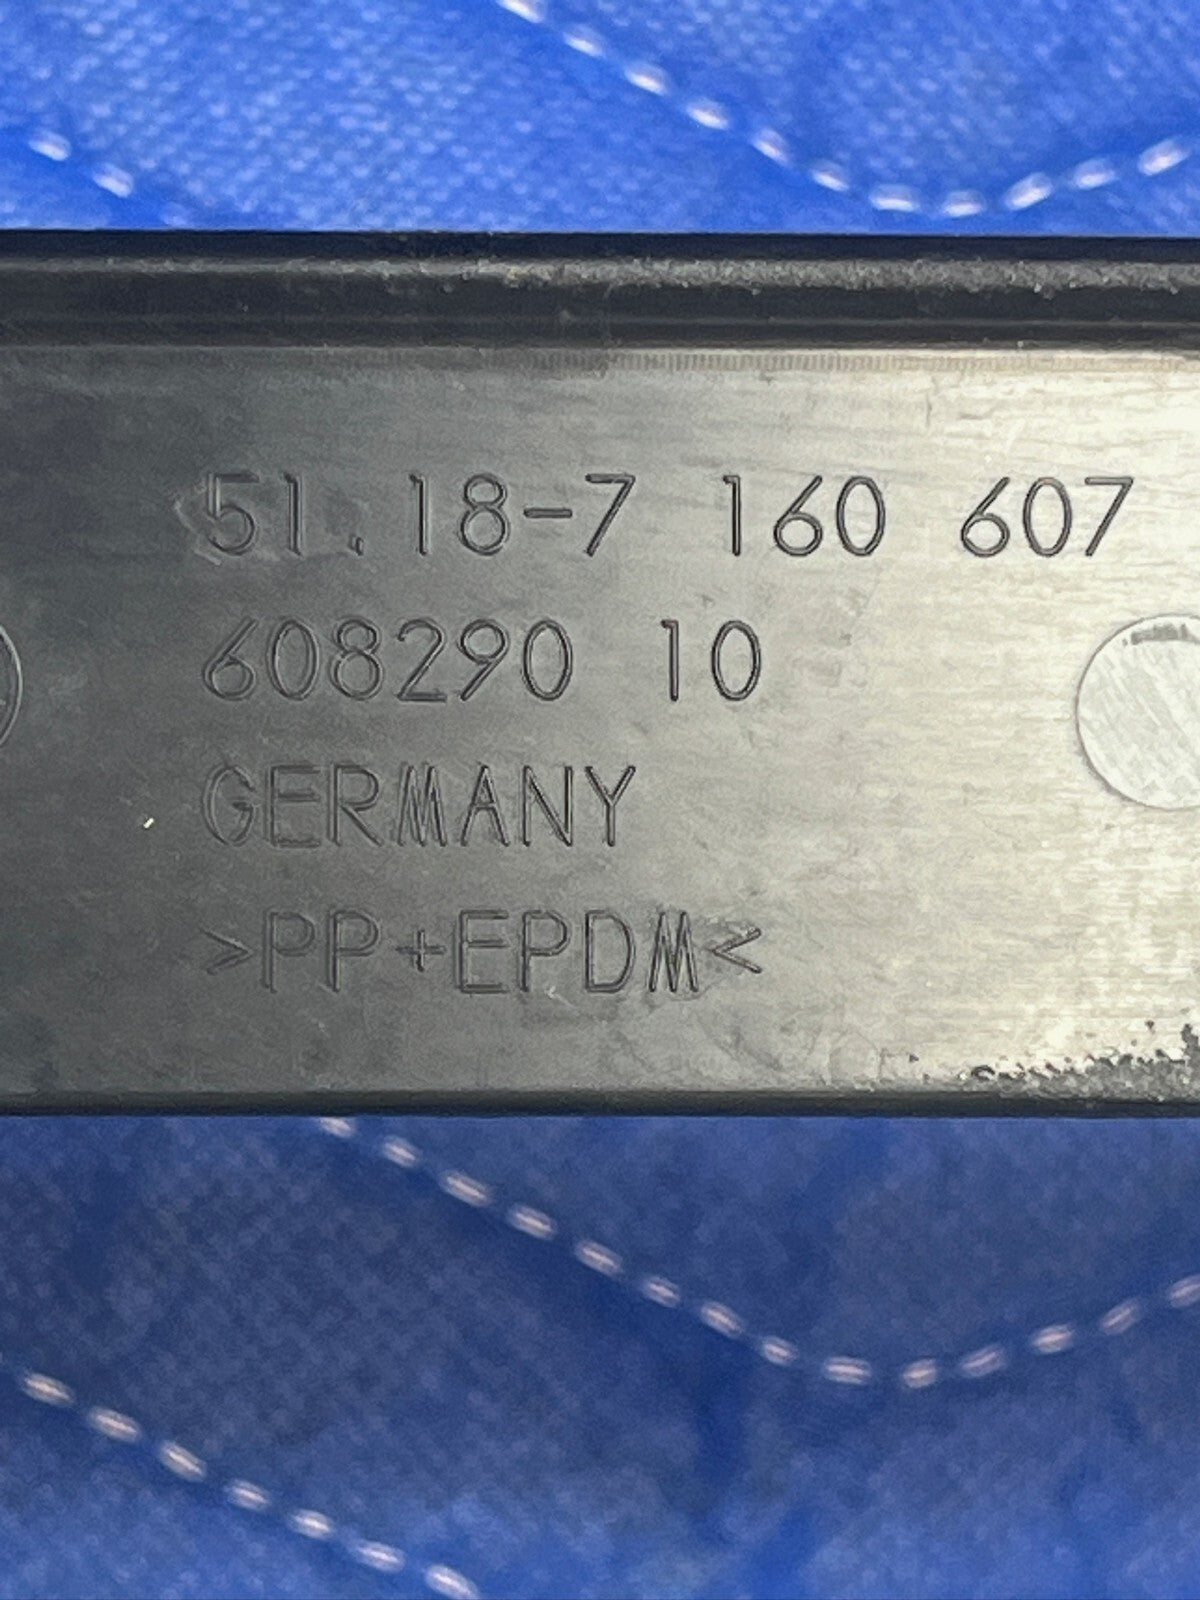 51.18-7 160 607
608290 10
GERMANY
>PP+EPDM<